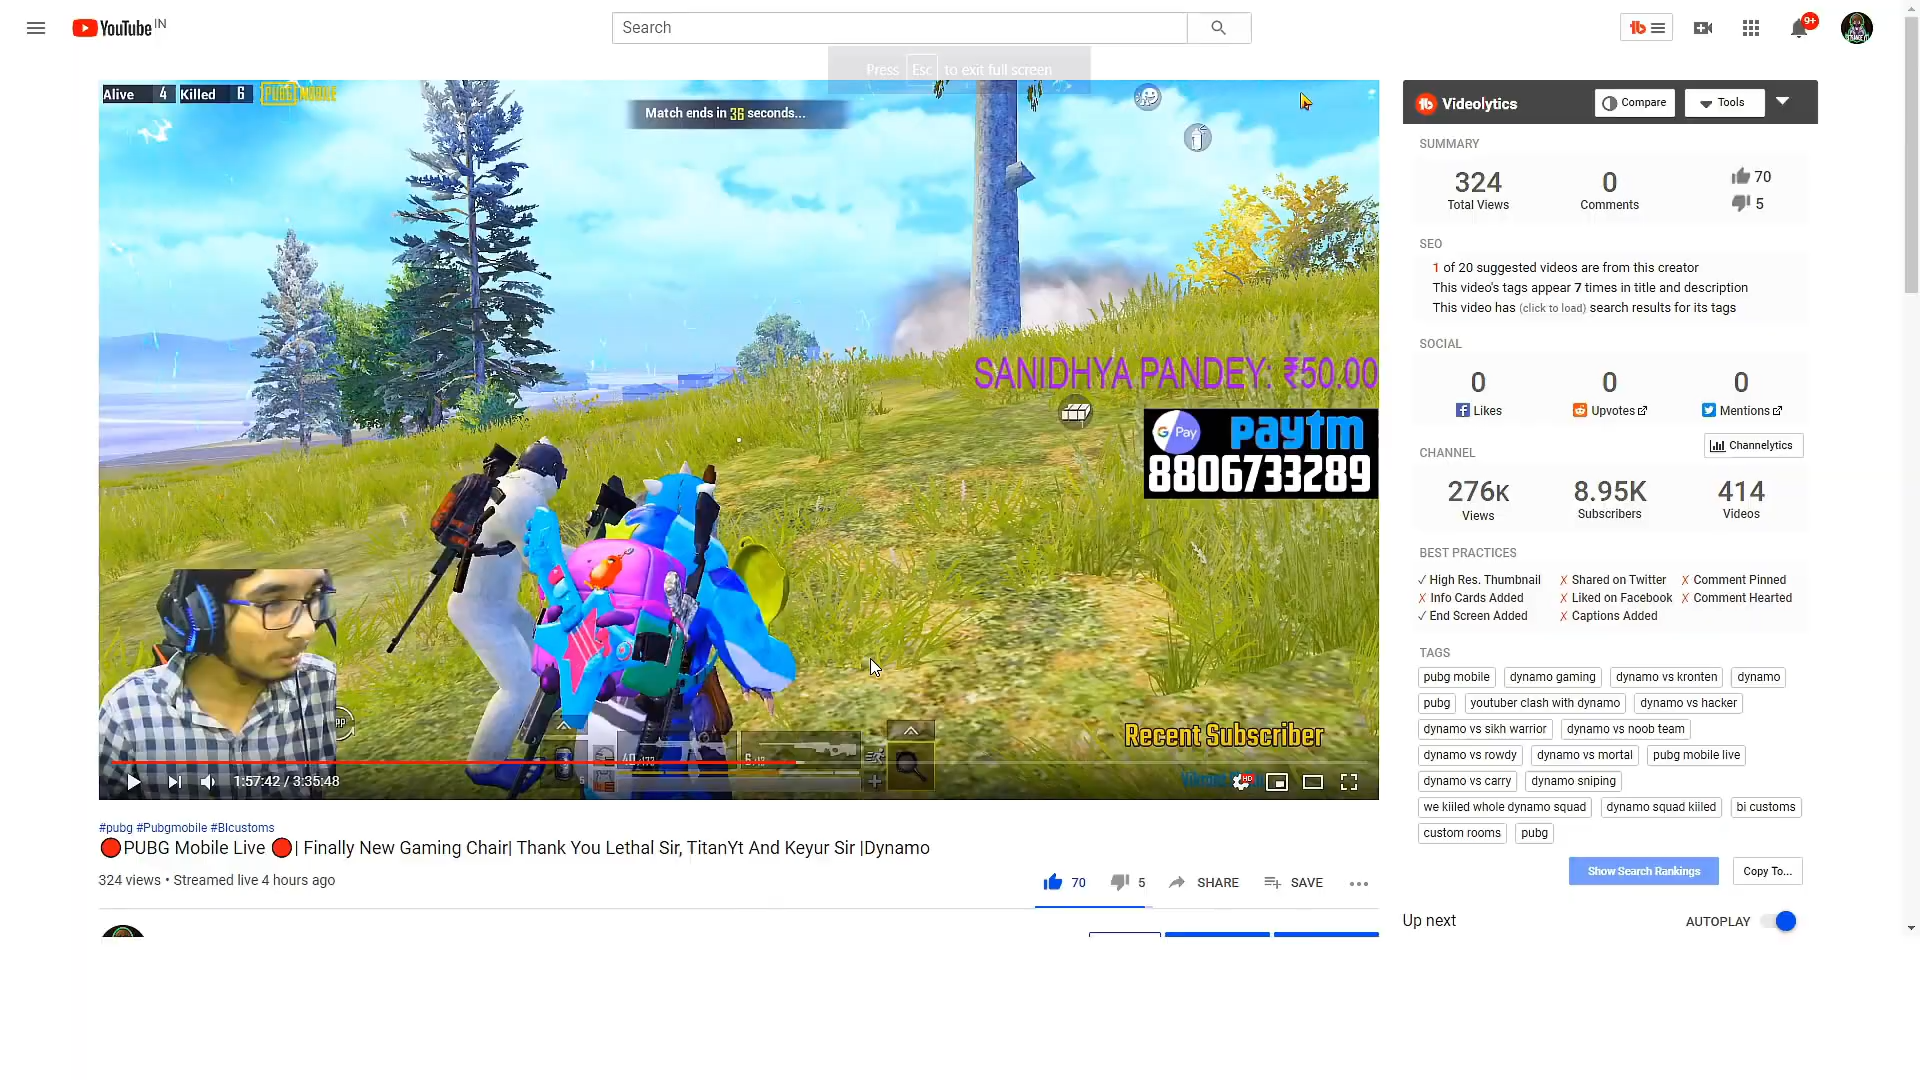 YouTube IN
Search
9+
Press Esc to exit full screen
Alive 4 Killed 6 PUBG MOBILE
Match ends in 36 seconds...
SANIDHYA PANDEY: ₹50.00
G Pay paytm
8806733289
Recent Subscriber
1:57:42 / 3:35:48
HD
#pubg #Pubgmobile #BIcustoms
🔴PUBG Mobile Live 🔴| Finally New Gaming Chair| Thank You Lethal Sir, TitanYt And Keyur Sir |Dynamo
324 views • Streamed live 4 hours ago
70 5 SHARE SAVE
Videolytics Compare Tools
SUMMARY
324 0 70
Total Views Comments 5
SEO
1 of 20 suggested videos are from this creator
This video's tags appear 7 times in title and description
This video has (click to load) search results for its tags
SOCIAL
0 0 0
Likes Upvotes Mentions
CHANNEL Channelytics
276K 8.95K 414
Views Subscribers Videos
BEST PRACTICES
✓ High Res. Thumbnail ✗ Shared on Twitter ✗ Comment Pinned
✗ Info Cards Added ✗ Liked on Facebook ✗ Comment Hearted
✓ End Screen Added ✗ Captions Added
TAGS
pubg mobile dynamo gaming dynamo vs kronten dynamo
pubg youtuber clash with dynamo dynamo vs hacker
dynamo vs sikh warrior dynamo vs noob team
dynamo vs rowdy dynamo vs mortal pubg mobile live
dynamo vs carry dynamo sniping
we kiiled whole dynamo squad dynamo squad killed bi customs
custom rooms pubg
Show Search Rankings Copy To...
Up next AUTOPLAY